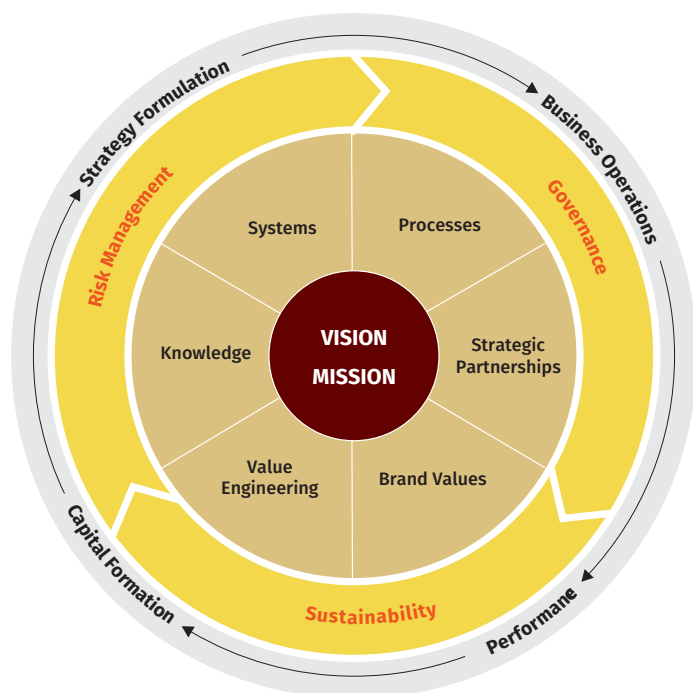 Strategy Formulation
Business Operations
Performane
Capital Formation
Risk Management
Governance
Sustainability
Systems
Processes
Knowledge
Strategic
Partnerships
Value
Engineering
Brand Values
VISION
MISSION